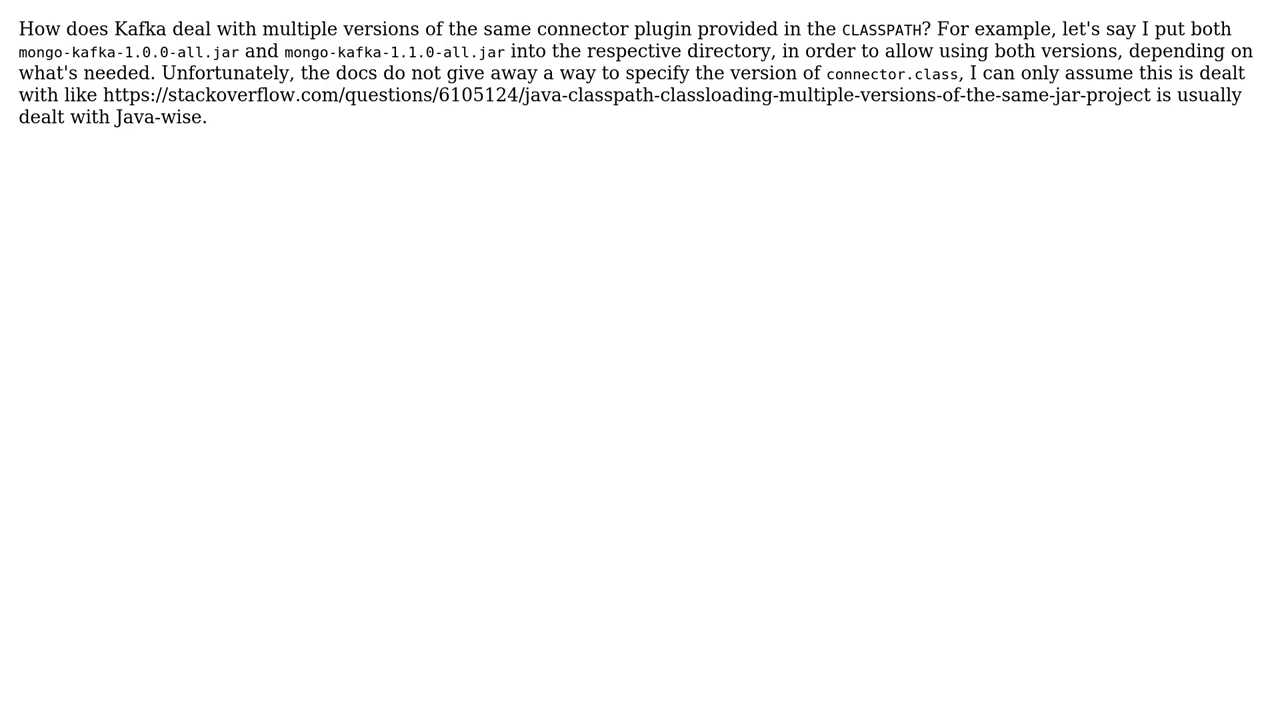 How does Kafka deal with multiple versions of the same connector plugin provided in the CLASSPATH? For example, let's say I put both
mongo-kafka-1.0.0-all.jar and mongo-kafka-1.1.0-all.jar into the respective directory, in order to allow using both versions, depending on
what's needed. Unfortunately, the docs do not give away a way to specify the version of connector.class, I can only assume this is dealt
with like https://stackoverflow.com/questions/6105124/java-classpath-classloading-multiple-versions-of-the-same-jar-project is usually
dealt with Java-wise.